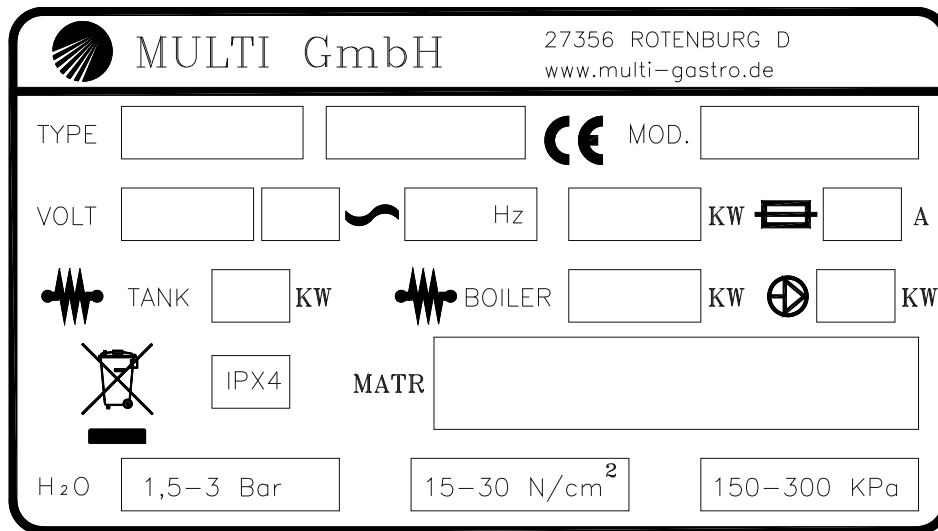 MULTI GmbH
27356 ROTENBURG D
www.multi-gastro.de
TYPE CE MOD.
VOLT Hz KW A
TANK KW BOILER KW KW
IPX4 MATR
H₂O 1,5-3 Bar 15-30 N/cm² 150-300 KPa